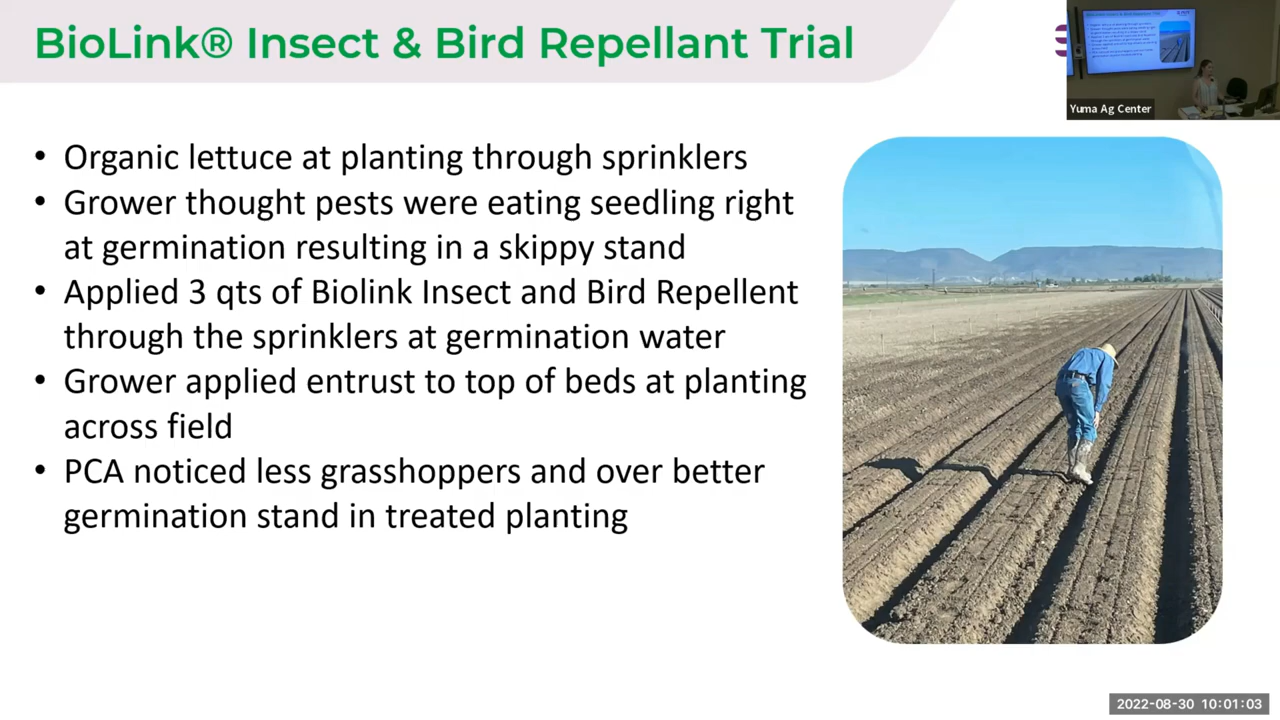 BioLink® Insect & Bird Repellant Trial
Yuma Ag Center
• Organic lettuce at planting through sprinklers
• Grower thought pests were eating seedling right
at germination resulting in a skippy stand
• Applied 3 qts of Biolink Insect and Bird Repellent
through the sprinklers at germination water
• Grower applied entrust to top of beds at planting
across field
• PCA noticed less grasshoppers and over better
germination stand in treated planting
2022-08-30 10:01:03